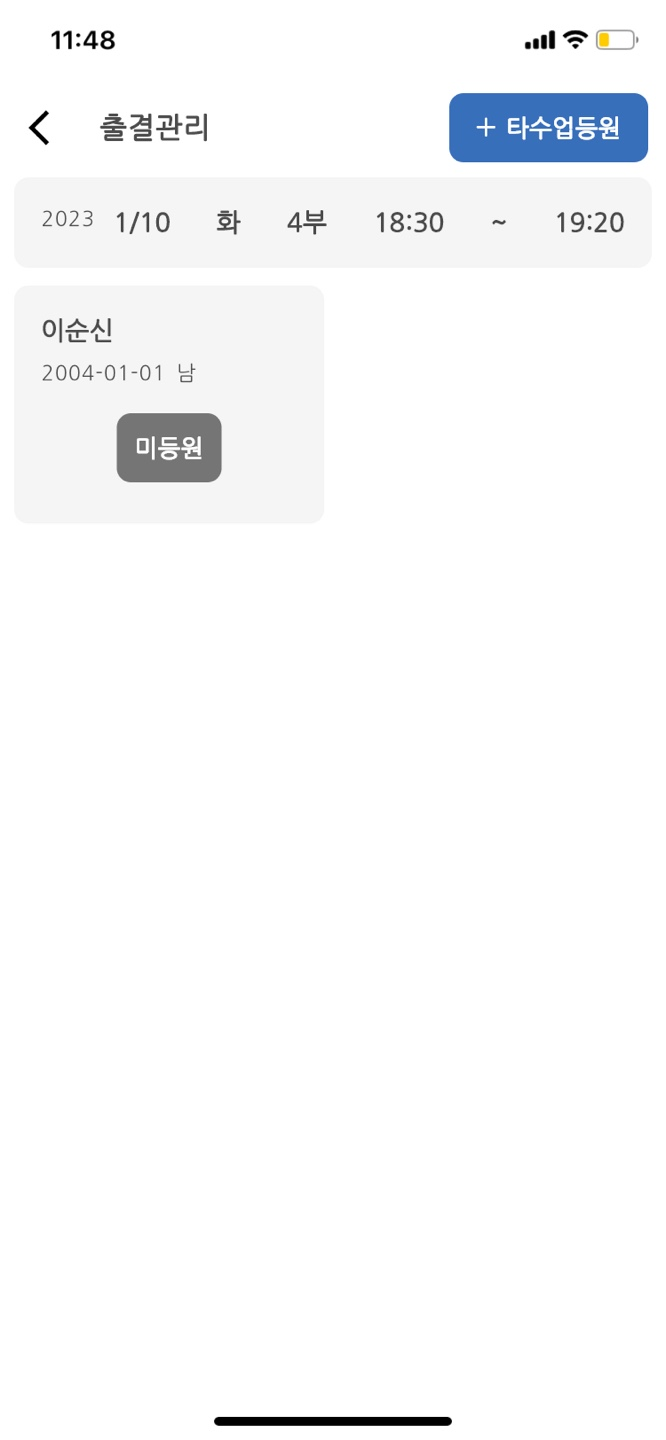 11:48
출결관리
+ 타수업등원
2023 1/10 화 4부 18:30 ~ 19:20
이순신
2004-01-01 남
미등원